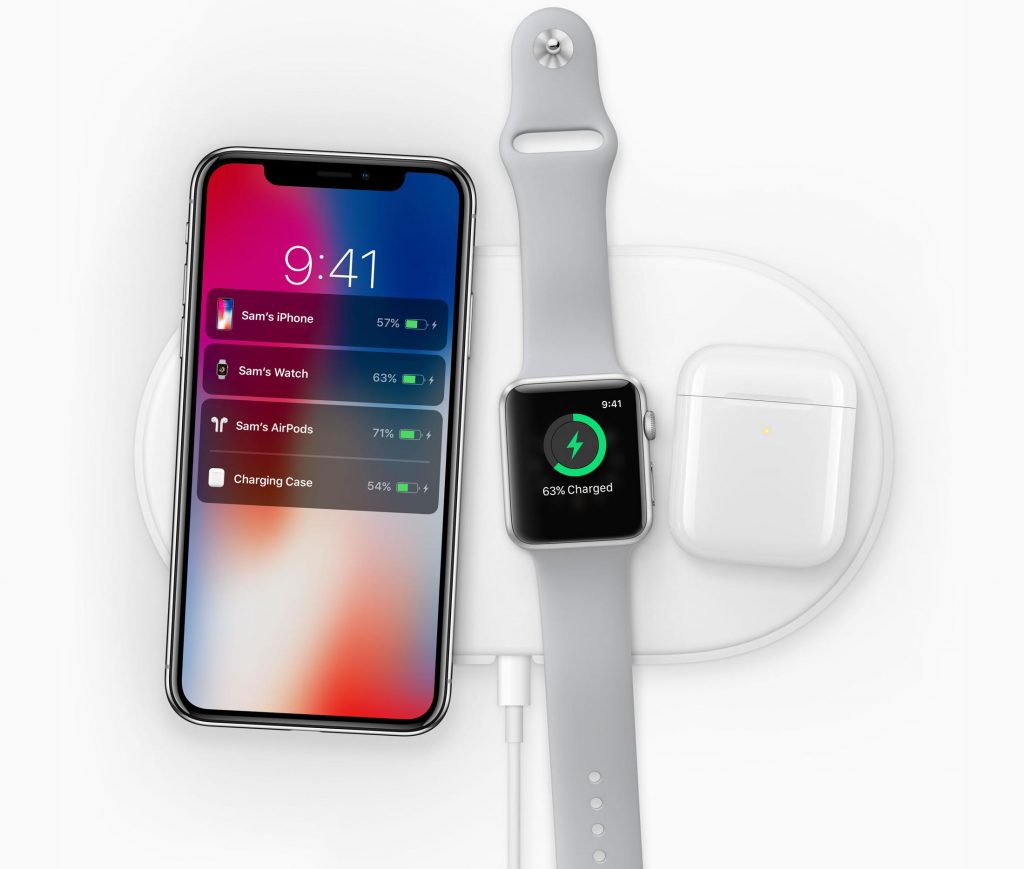 9:41
Sam's iPhone 57%
Sam's Watch 63%
Sam's AirPods 71%
Charging Case 54%
9:41
63% Charged